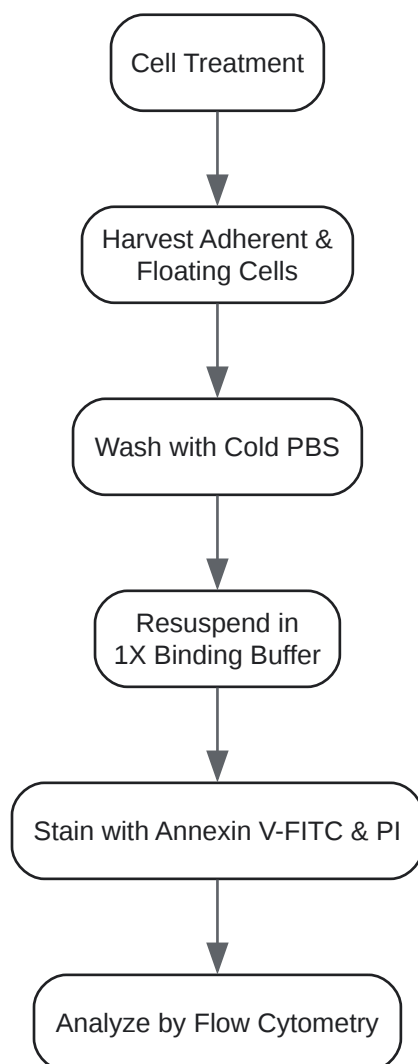 Cell Treatment
Harvest Adherent &
Floating Cells
Wash with Cold PBS
Resuspend in
1X Binding Buffer
Stain with Annexin V-FITC & PI
Analyze by Flow Cytometry